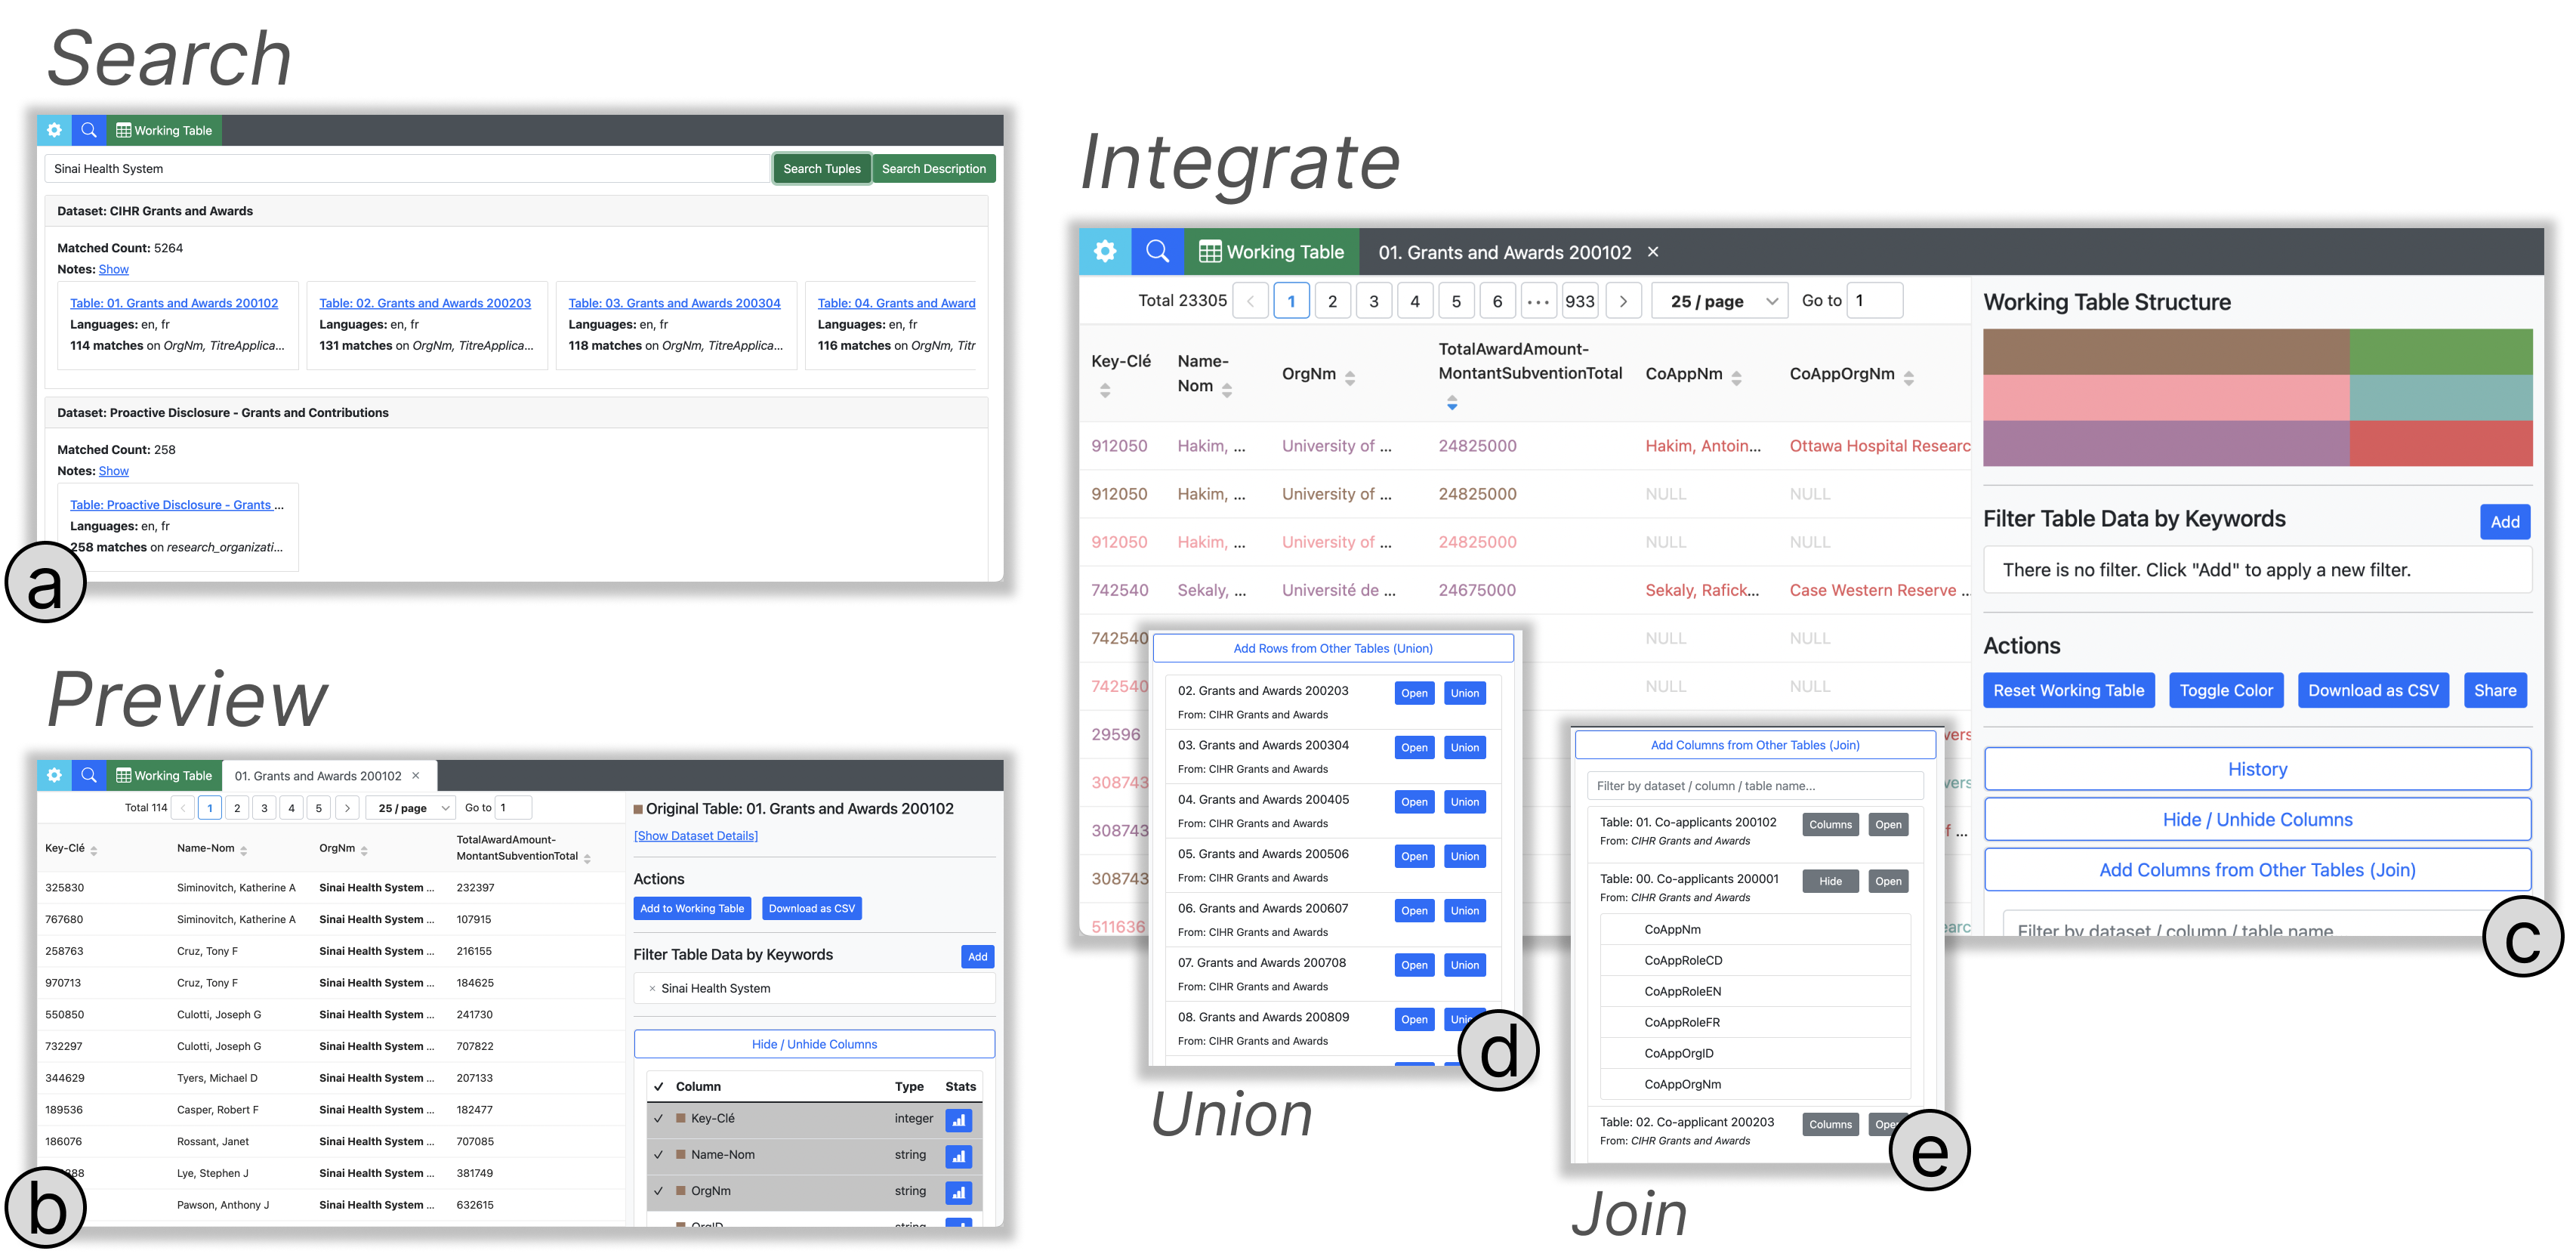 Search
Working Table
Sinai Health System
Search Tuples
Search Description
Dataset: CIHR Grants and Awards
Matched Count: 5264
Notes: Show
Table: 01. Grants and Awards 200102
Languages: en, fr
114 matches on OrgNm, TitreApplica...
Table: 02. Grants and Awards 200203
Languages: en, fr
131 matches on OrgNm, TitreApplica...
Table: 03. Grants and Awards 200304
Languages: en, fr
118 matches on OrgNm, TitreApplica...
Table: 04. Grants and Award
Languages: en, fr
116 matches on OrgNm, Titr
Dataset: Proactive Disclosure - Grants and Contributions
Matched Count: 258
Notes: Show
Table: Proactive Disclosure - Grants ...
Languages: en, fr
258 matches on research_organizati...
a
Preview
Working Table
01. Grants and Awards 200102 ×
Total 114 < 1 2 3 4 5 > 25 / page Go to 1
Key-Clé Name-Nom OrgNm TotalAwardAmount-
MontantSubventionTotal
325830 Siminovitch, Katherine A Sinai Health System ... 232397
767680 Siminovitch, Katherine A Sinai Health System ... 107915
258763 Cruz, Tony F Sinai Health System ... 216155
970713 Cruz, Tony F Sinai Health System ... 184625
550850 Culotti, Joseph G Sinai Health System ... 241730
732297 Culotti, Joseph G Sinai Health System ... 707822
344629 Tyers, Michael D Sinai Health System ... 207133
189536 Casper, Robert F Sinai Health System ... 182477
186076 Rossant, Janet Sinai Health System ... 707085
388 Lye, Stephen J Sinai Health System ... 381749
Pawson, Anthony J Sinai Health System ... 632615
Original Table: 01. Grants and Awards 200102
[Show Dataset Details]
Actions
Add to Working Table
Download as CSV
Filter Table Data by Keywords
Add
× Sinai Health System
Hide / Unhide Columns
✓ Column Type Stats
✓ Key-Clé integer
✓ Name-Nom string
✓ OrgNm string
OrgID string
b
Integrate
Working Table
01. Grants and Awards 200102 ×
Total 23305 < 1 2 3 4 5 6 ••• 933 > 25 / page Go to 1
Key-Clé Name-
Nom OrgNm TotalAwardAmount-
MontantSubventionTotal CoAppNm CoAppOrgNm
912050 Hakim, ... University of ... 24825000 Hakim, Antoin... Ottawa Hospital Researc
912050 Hakim, ... University of ... 24825000 NULL NULL
912050 Hakim, ... University of ... 24825000 NULL NULL
742540 Sekaly, ... Université de ... 24675000 Sekaly, Rafick... Case Western Reserve ...
742540 NULL NULL
742540 NULL NULL
29596 vers
308743 vers
308743 f ...
308743
511636 earc
Working Table Structure
Filter Table Data by Keywords
Add
There is no filter. Click "Add" to apply a new filter.
Actions
Reset Working Table
Toggle Color
Download as CSV
Share
History
Hide / Unhide Columns
Add Columns from Other Tables (Join)
Filter by dataset / column / table name
c
Add Rows from Other Tables (Union)
02. Grants and Awards 200203 Open Union
From: CIHR Grants and Awards
03. Grants and Awards 200304 Open Union
From: CIHR Grants and Awards
04. Grants and Awards 200405 Open Union
From: CIHR Grants and Awards
05. Grants and Awards 200506 Open Union
From: CIHR Grants and Awards
06. Grants and Awards 200607 Open Union
From: CIHR Grants and Awards
07. Grants and Awards 200708 Open Union
From: CIHR Grants and Awards
08. Grants and Awards 200809 Open Unio
From: CIHR Grants and Awards
d
Union
Add Columns from Other Tables (Join)
Filter by dataset / column / table name...
Table: 01. Co-applicants 200102 Columns Open
From: CIHR Grants and Awards
Table: 00. Co-applicants 200001 Hide Open
From: CIHR Grants and Awards
CoAppNm
CoAppRoleCD
CoAppRoleEN
CoAppRoleFR
CoAppOrgID
CoAppOrgNm
Table: 02. Co-applicant 200203 Columns Open
From: CIHR Grants and Awards
e
Join